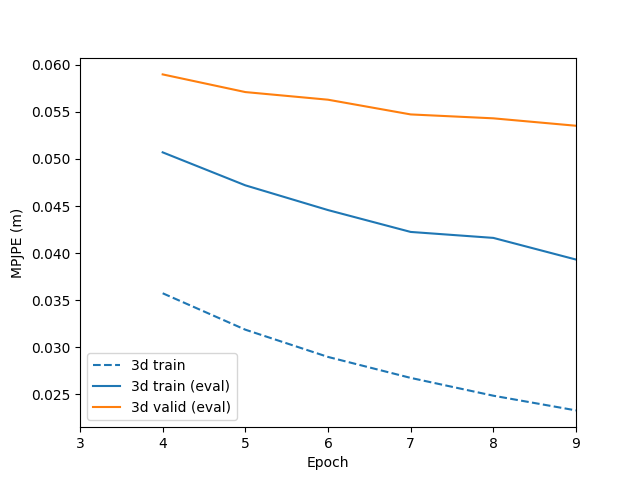 0.060
0.055
0.050
0.045
0.040
0.035
0.030
0.025
MPJPE (m)
3d train
3d train (eval)
3d valid (eval)
3 4 5 6 7 8 9
Epoch